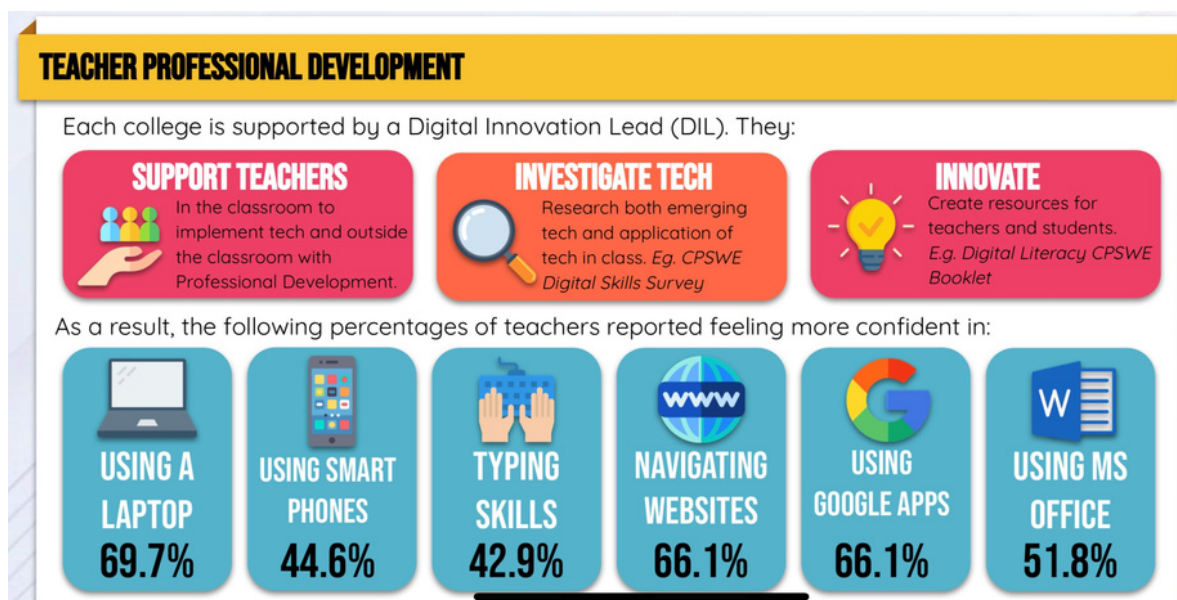 TEACHER PROFESSIONAL DEVELOPMENT
Each college is supported by a Digital Innovation Lead (DIL). They:
SUPPORT TEACHERS
In the classroom to
implement tech and outside
the classroom with
Professional Development.
INVESTIGATE TECH
Research both emerging
tech and application of
tech in class. Eg. CPSWE
Digital Skills Survey
INNOVATE
Create resources for
teachers and students.
E.g. Digital Literacy CPSWE
Booklet
As a result, the following percentages of teachers reported feeling more confident in:
USING A
LAPTOP
69.7%
USING SMART
PHONES
44.6%
TYPING
SKILLS
42.9%
www
NAVIGATING
WEBSITES
66.1%
G
USING
GOOGLE APPS
66.1%
W
USING MS
OFFICE
51.8%